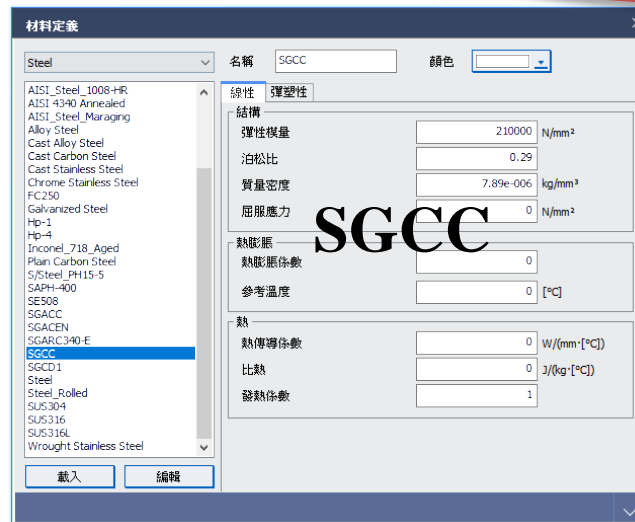 材料定義
Steel
名稱 SGCC 顏色
AISI_Steel_1008-HR
AISI 4340 Annealed
AISI_Steel_Maraging
Alloy Steel
Cast Alloy Steel
Cast Carbon Steel
Cast Stainless Steel
Chrome Stainless Steel
FC250
Galvanized Steel
Hp-1
Hp-4
Inconel_718_Aged
Plain Carbon Steel
S/Steel_PH15-5
SAPH-400
SE508
SGACC
SGACEN
SGARC340-E
SGCC
SGCD1
Steel
Steel_Rolled
SUS304
SUS316
SUS316L
Wrought Stainless Steel
載入 編輯
線性 彈塑性
結構
彈性模量 210000 N/mm²
泊松比 0.29
質量密度 7.89e-006 kg/mm³
屈服應力 0 N/mm²
SGCC
熱膨脹
熱膨脹係數 0
參考溫度 0 [°C]
熱
熱傳導係數 0 W/(mm·[°C])
比熱 0 J/(kg·[°C])
發熱係數 1